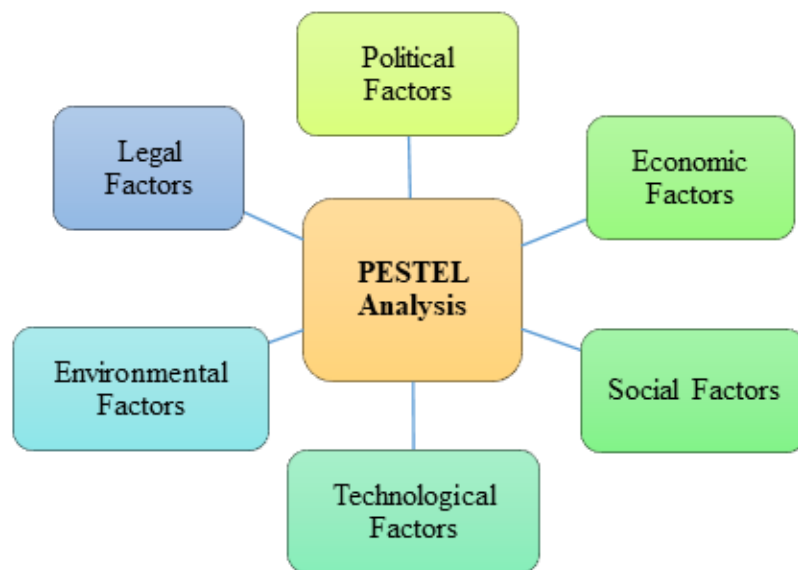 Political
Factors
Legal
Factors
Economic
Factors
PESTEL
Analysis
Environmental
Factors
Social Factors
Technological
Factors